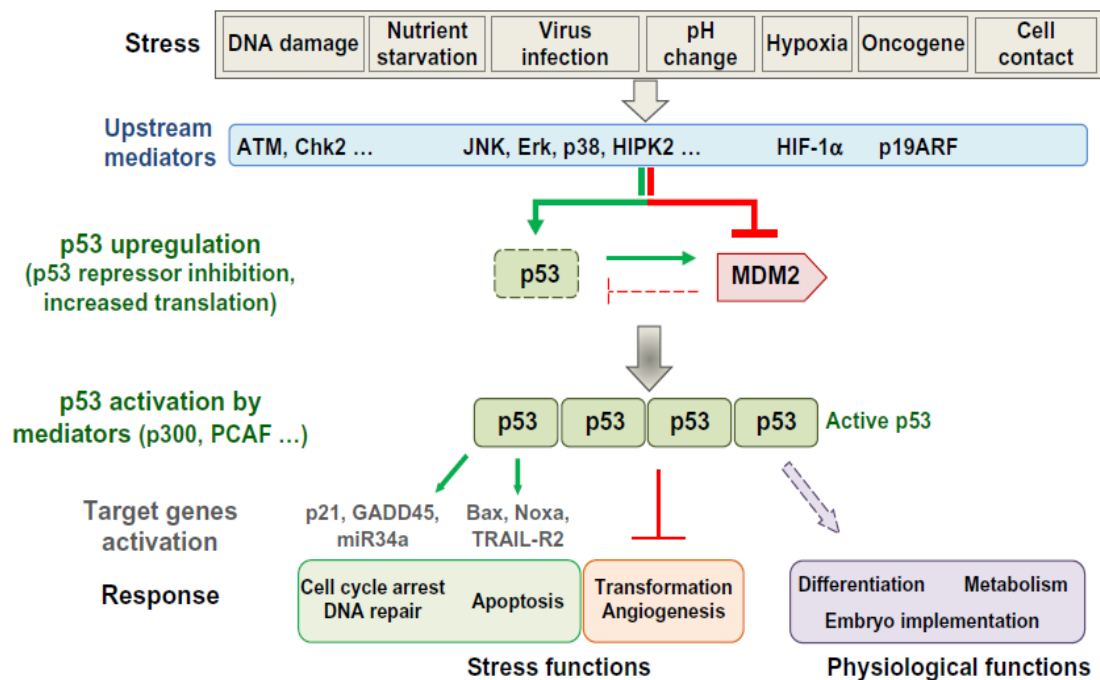 Stress
DNA damage
Nutrient
starvation
Virus
infection
pH
change
Hypoxia
Oncogene
Cell
contact
Upstream
mediators
ATM, Chk2 ...
JNK, Erk, p38, HIPK2 ...
HIF-1α
p19ARF
p53 upregulation
(p53 repressor inhibition,
increased translation)
p53
MDM2
p53 activation by
mediators (p300, PCAF ...)
p53
p53
p53
p53
Active p53
Target genes
activation
p21, GADD45,
miR34a
Bax, Noxa,
TRAIL-R2
Response
Cell cycle arrest
DNA repair
Apoptosis
Transformation
Angiogenesis
Differentiation
Metabolism
Embryo implementation
Stress functions
Physiological functions